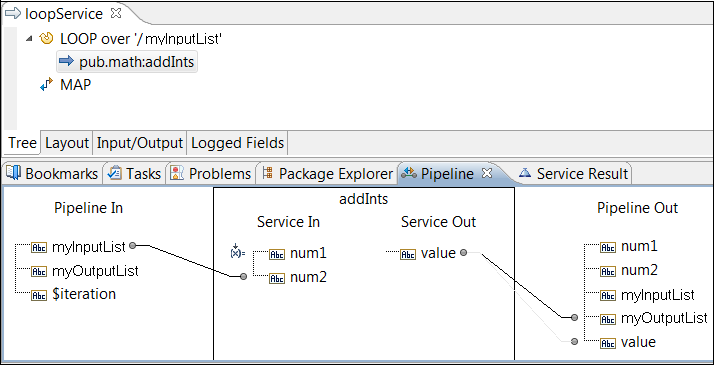 loopService
LOOP over '/myInputList'
pub.math:addInts
MAP
Tree Layout Input/Output Logged Fields
Bookmarks Tasks Problems Package Explorer Pipeline Service Result
Pipeline In addInts Pipeline Out
Service In Service Out
Abc myInputList (x)= Abc num1 Abc value Abc num1
Abc myOutputList Abc num2 Abc num2
Abc $iteration Abc myInputList
Abc myOutputList
Abc value